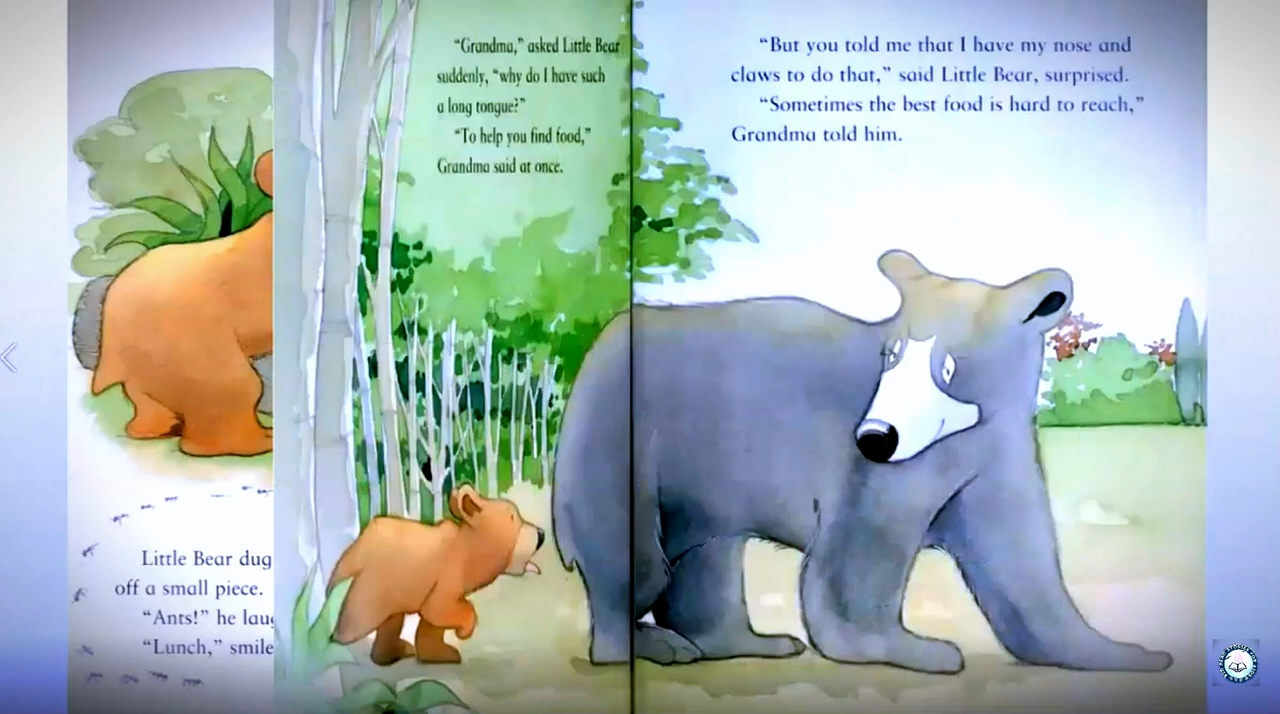 Little Bear dug
off a small piece.
"Ants!" he
"Lunch," smile
"Grandma," asked Little Bear
suddenly, "why do I have such
a long tongue?"
"To help you find food,"
Grandma said at once.
"But you told me that I have my nose and
claws to do that," said Little Bear, surprised.
"Sometimes the best food is hard to reach,"
Grandma told him.